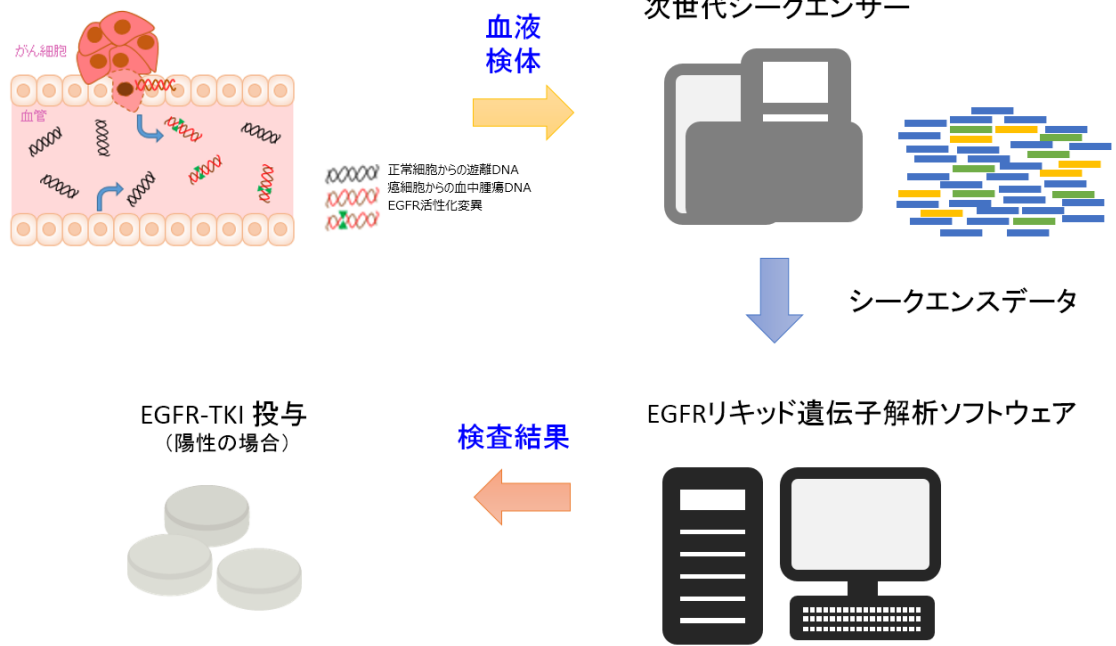 次世代シークエンサー
血液
検体
がん細胞
血管
正常細胞からの遊離DNA
癌細胞からの血中腫瘍DNA
EGFR活性化変異
シークエンスデータ
EGFRリキッド遺伝子解析ソフトウェア
検査結果
EGFR-TKI 投与
（陽性の場合）